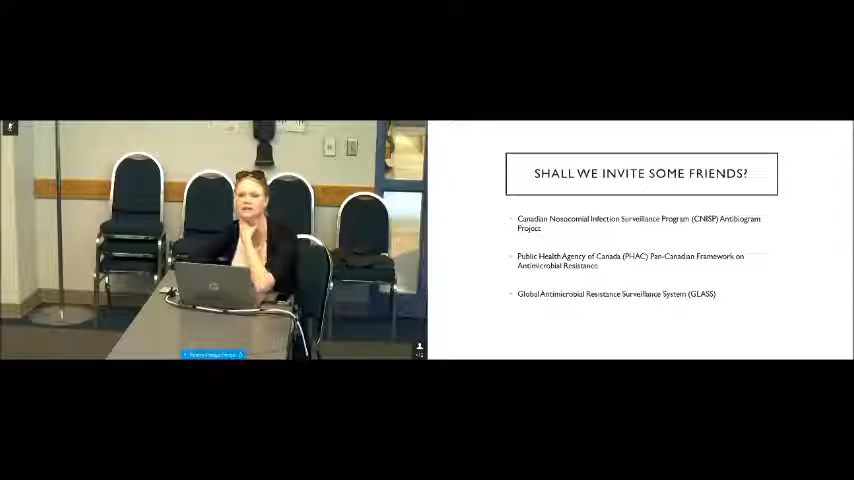 SHALL WE INVITE SOME FRIENDS?
Canadian Nosocomial Infection Surveillance Program (CNISP) Antibiogram
Project
Public Health Agency of Canada (PHAC) Pan-Canadian Framework on
Antimicrobial Resistance
Global Antimicrobial Resistance Surveillance System (GLASS)